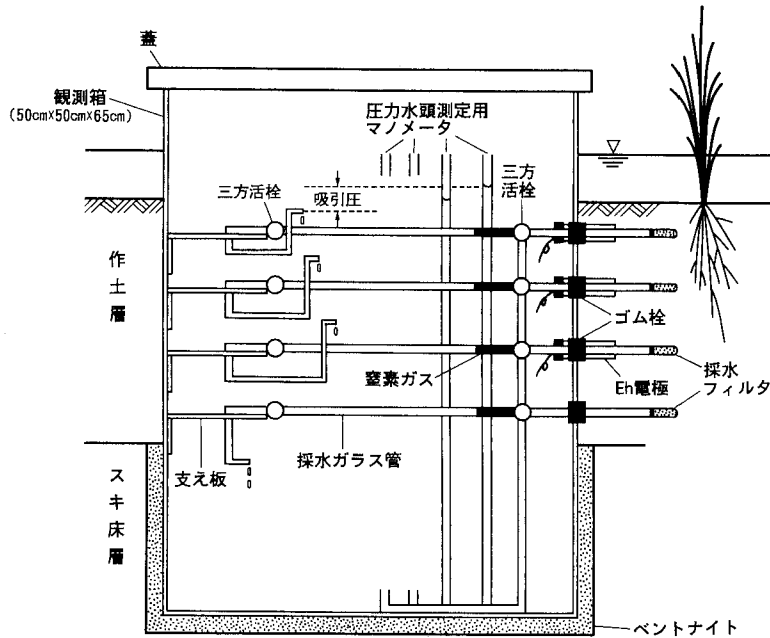 蓋
観測箱
(50cm×50cm×65cm)
圧力水頭測定用
マノメータ
三方活栓
吸引圧
三方
活栓
作土層
ゴム栓
窒素ガス
Eh電極
採水
フィルタ
支え板
採水ガラス管
スキ床層
ベントナイト